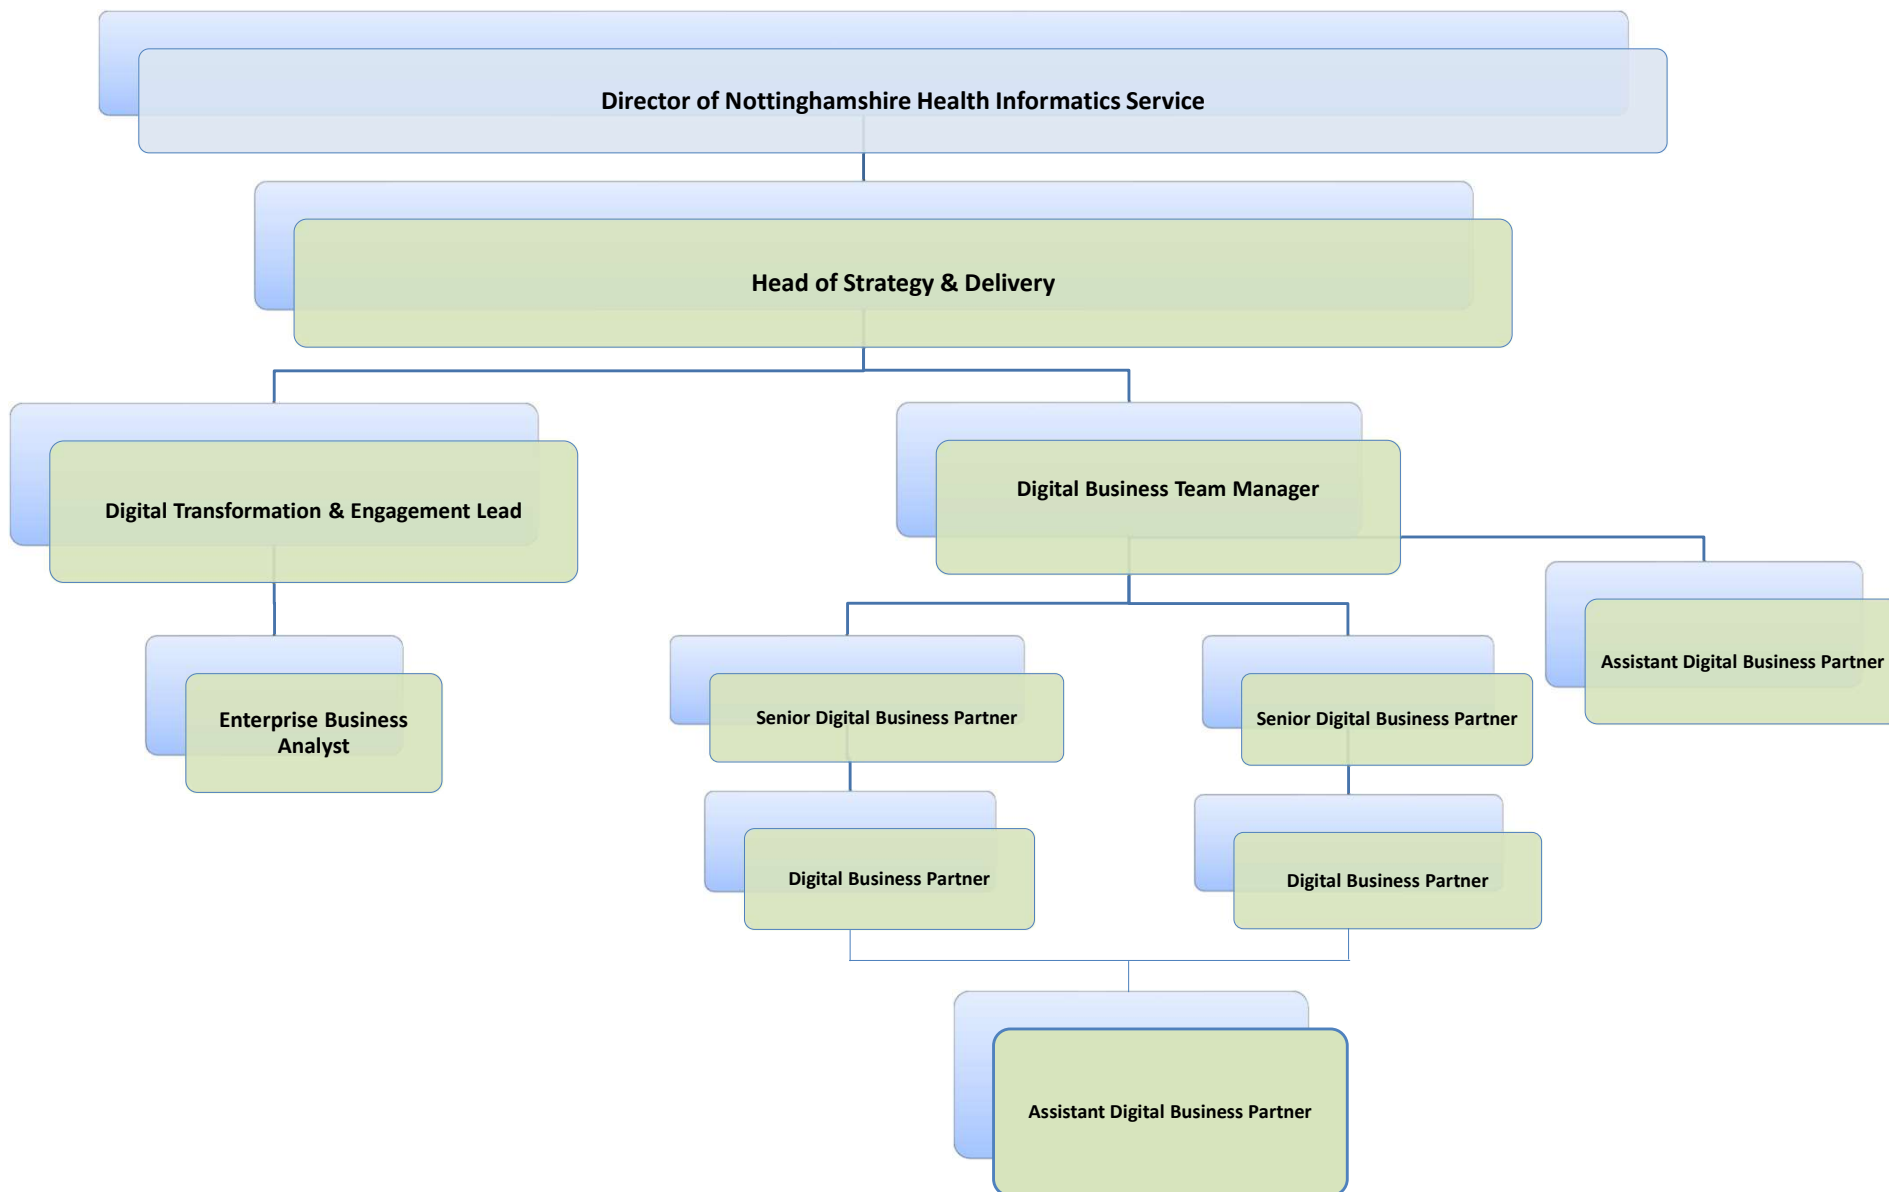 Director of Nottinghamshire Health Informatics Service
Head of Strategy & Delivery
Digital Transformation & Engagement Lead
Digital Business Team Manager
Assistant Digital Business Partner
Enterprise Business
Analyst
Senior Digital Business Partner
Senior Digital Business Partner
Digital Business Partner
Digital Business Partner
Assistant Digital Business Partner